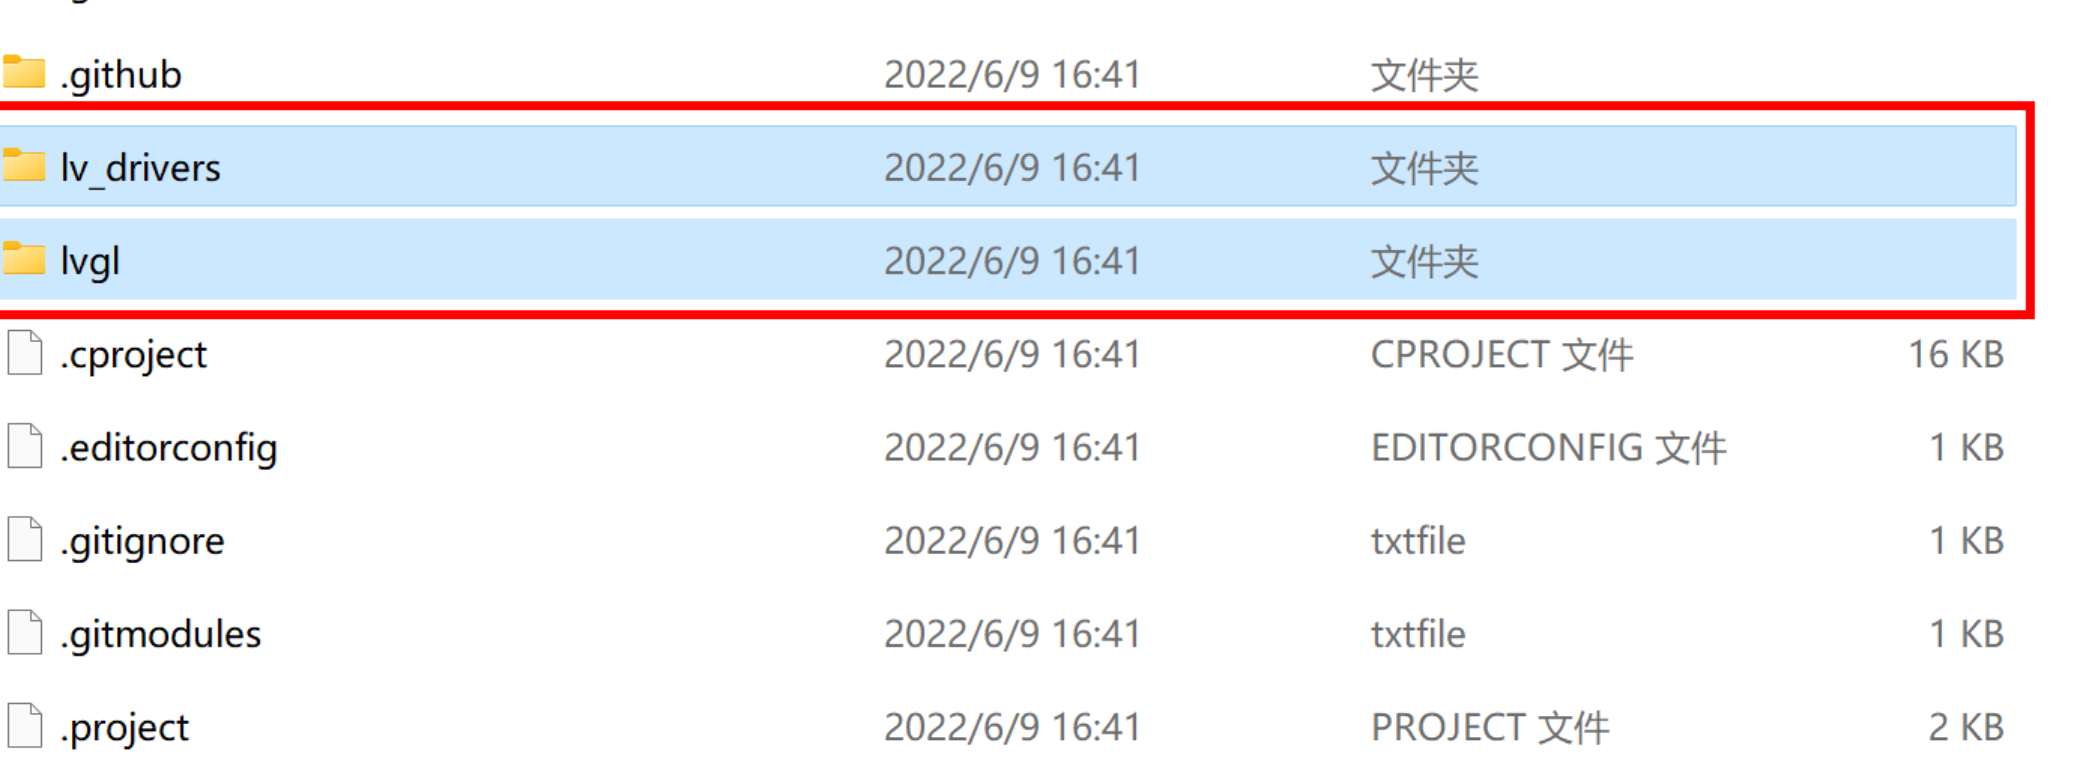 .github 2022/6/9 16:41 文件夹
lv_drivers 2022/6/9 16:41 文件夹
lvgl 2022/6/9 16:41 文件夹
.cproject 2022/6/9 16:41 CPROJECT 文件 16 KB
.editorconfig 2022/6/9 16:41 EDITORCONFIG 文件 1 KB
.gitignore 2022/6/9 16:41 txtfile 1 KB
.gitmodules 2022/6/9 16:41 txtfile 1 KB
.project 2022/6/9 16:41 PROJECT 文件 2 KB